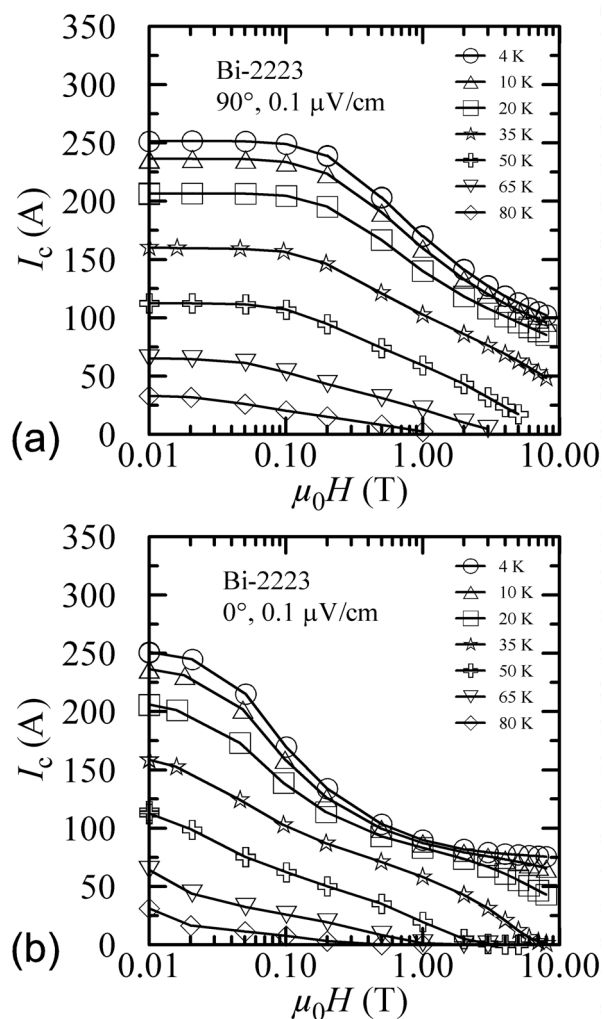 350
300
250
200
150
100
50
0
I_c (A)
Bi-2223
90°, 0.1 µV/cm
4 K
10 K
20 K
35 K
50 K
65 K
80 K
(a)
0.01 0.10 1.00 10.00
µ₀H (T)
350
300
250
200
150
100
50
0
I_c (A)
Bi-2223
0°, 0.1 µV/cm
4 K
10 K
20 K
35 K
50 K
65 K
80 K
(b)
0.01 0.10 1.00 10.00
µ₀H (T)